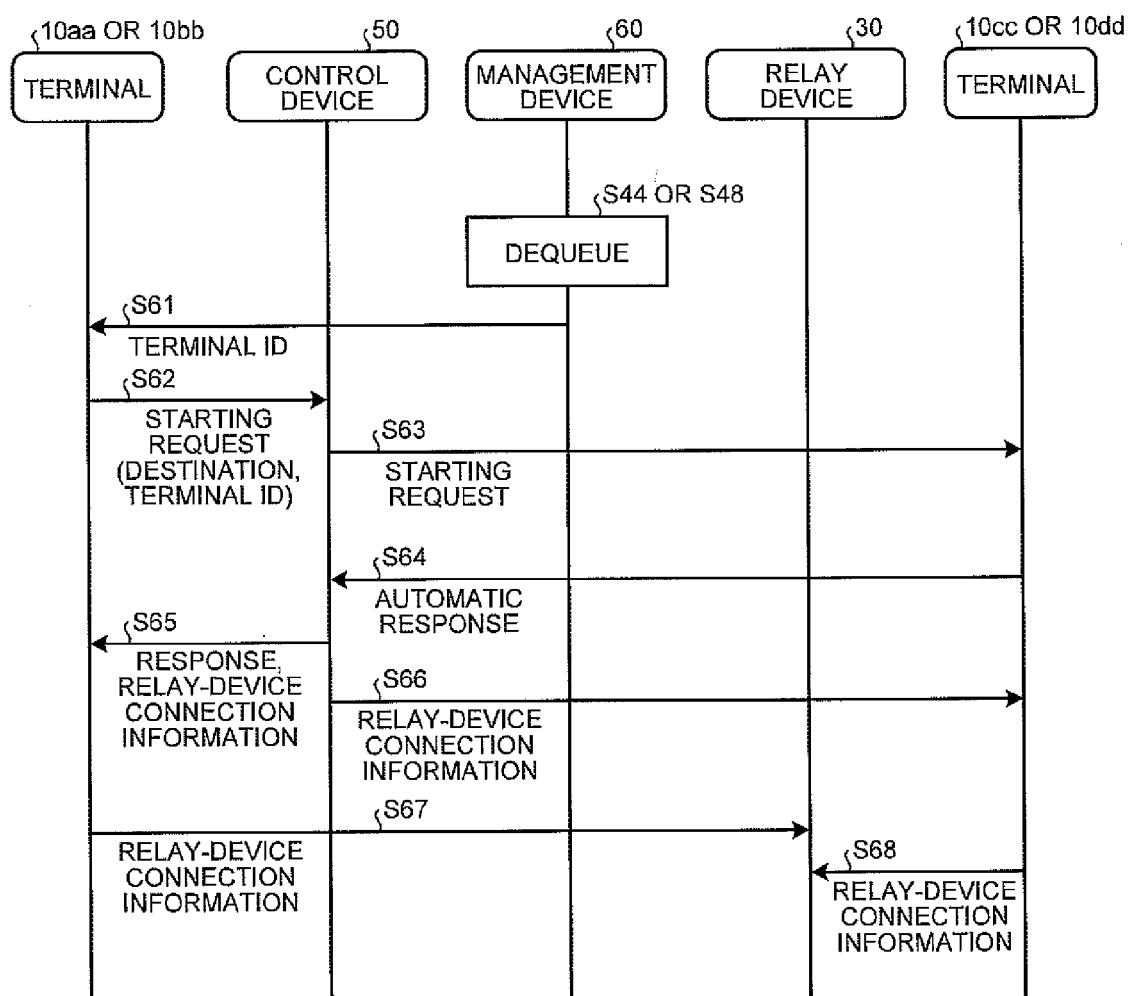 10aa OR 10bb
50
60
30
10cc OR 10dd
TERMINAL
CONTROL
DEVICE
MANAGEMENT
DEVICE
RELAY
DEVICE
TERMINAL
S44 OR S48
DEQUEUE
S61
TERMINAL ID
S62
STARTING
REQUEST
(DESTINATION,
TERMINAL ID)
S63
STARTING
REQUEST
S64
AUTOMATIC
RESPONSE
S65
RESPONSE,
RELAY-DEVICE
CONNECTION
INFORMATION
S66
RELAY-DEVICE
CONNECTION
INFORMATION
S67
RELAY-DEVICE
CONNECTION
INFORMATION
S68
RELAY-DEVICE
CONNECTION
INFORMATION